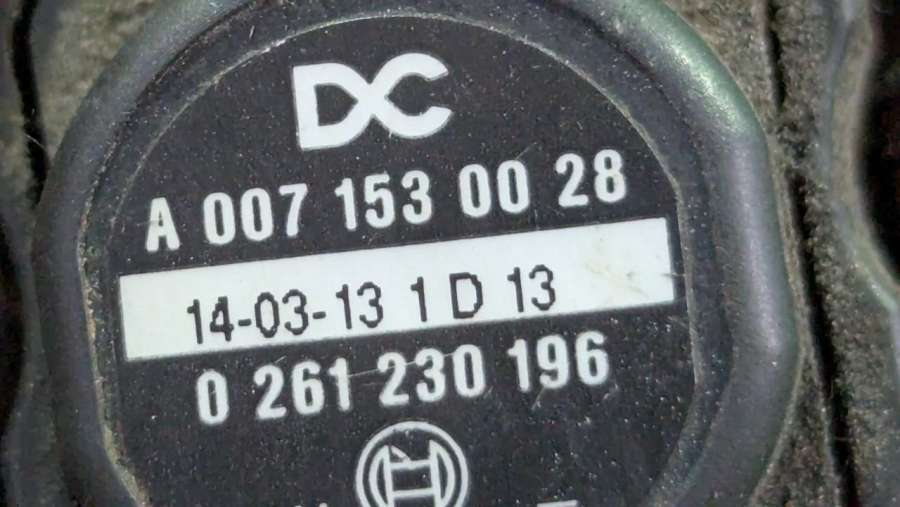 DC
A 007 153 00 28
14-03-13 1 D 13
0 261 230 196